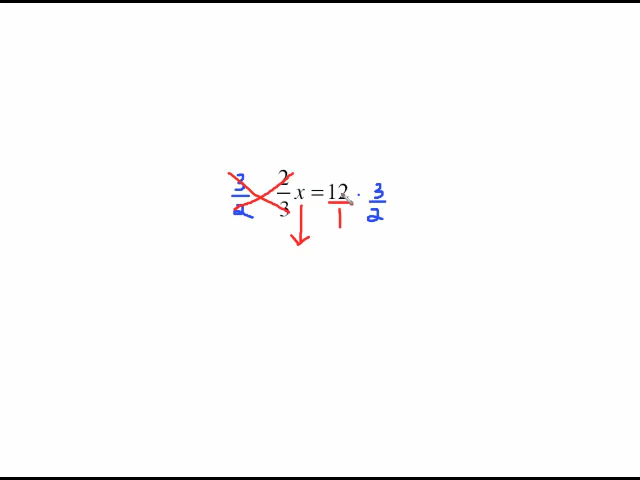 3/2 2/3 x = 12/1 · 3/2